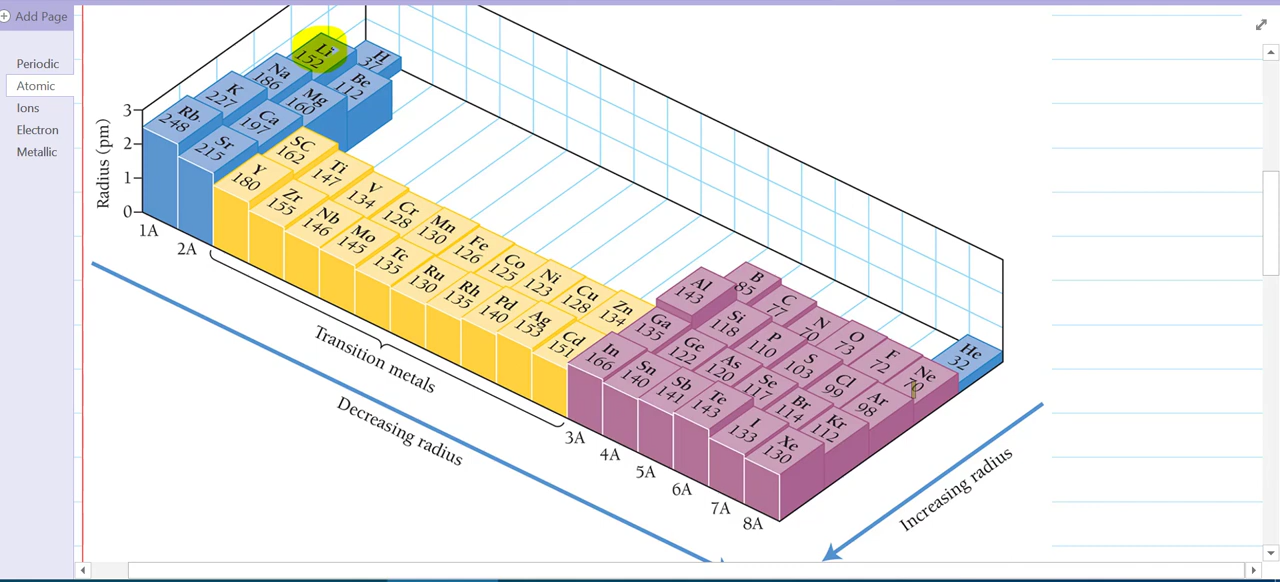 Add Page
Periodic
Atomic
Ions
Electron
Metallic
Radius (pm)
3
2
1
0
1A
2A
3A
4A
5A
6A
7A
8A
H 37
Li 152
Be 112
Na 186
Mg 160
K 227
Ca 197
SC 162
Ti 147
V 134
Cr 128
Mn 130
Fe 126
Co 125
Ni 123
Cu 128
Zn 134
Rb 248
Sr 215
Y 180
Zr 155
Nb 146
Mo 145
Tc 135
Ru 130
Rh 135
Pd 140
Ag 153
Cd 151
B 85
C 77
N 70
O 73
F 72
Ne 70
He 32
Al 143
Si 118
P 110
S 103
Cl 99
Ar 98
Ga 135
Ge 122
As 120
Se 117
Br 114
Kr 112
In 166
Sn 140
Sb 141
Te 143
I 133
Xe 130
Transition metals
Decreasing radius
Increasing radius